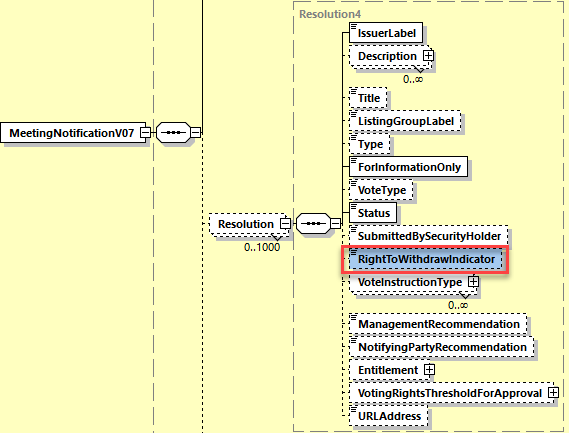 Resolution4
IssuerLabel
Description
0..∞
Title
ListingGroupLabel
MeetingNotificationV07
Type
ForInformationOnly
VoteType
Status
Resolution
0..1000
SubmittedBySecurityHolder
RightToWithdrawIndicator
VoteInstructionType
0..∞
ManagementRecommendation
NotifyingPartyRecommendation
Entitlement
VotingRightsThresholdForApproval
URLAddress